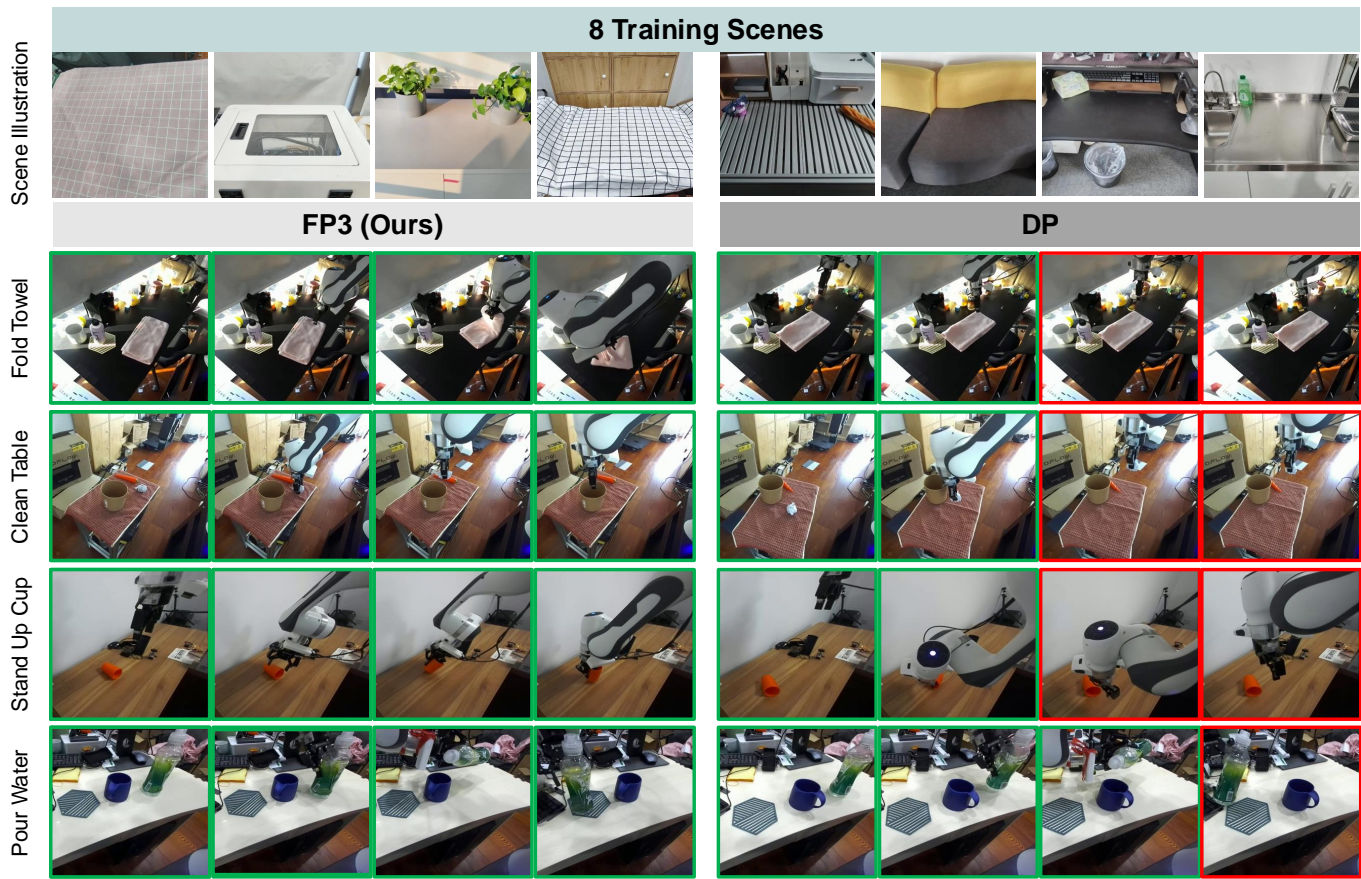 8 Training Scenes
Scene Illustration
FP3 (Ours)
DP
Fold Towel
Clean Table
Stand Up Cup
Pour Water